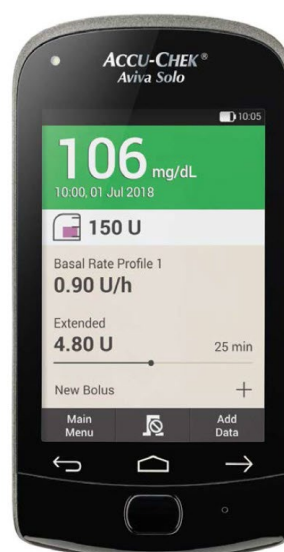 ACCU-CHEK®
Aviva Solo
10:05
106 mg/dL
10:00, 01 Jul 2018
150 U
Basal Rate Profile 1
0.90 U/h
Extended
4.80 U 25 min
New Bolus +
Main Menu
Add Data